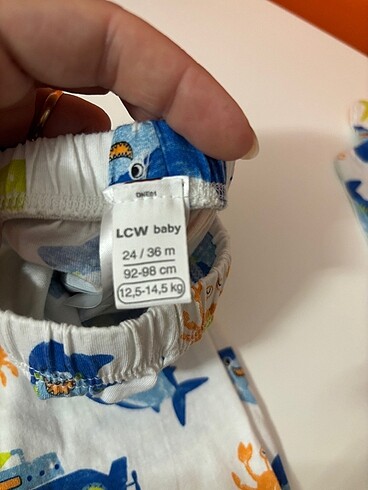 LCW baby
24 / 36 m
92-98 cm
12,5-14,5 kg